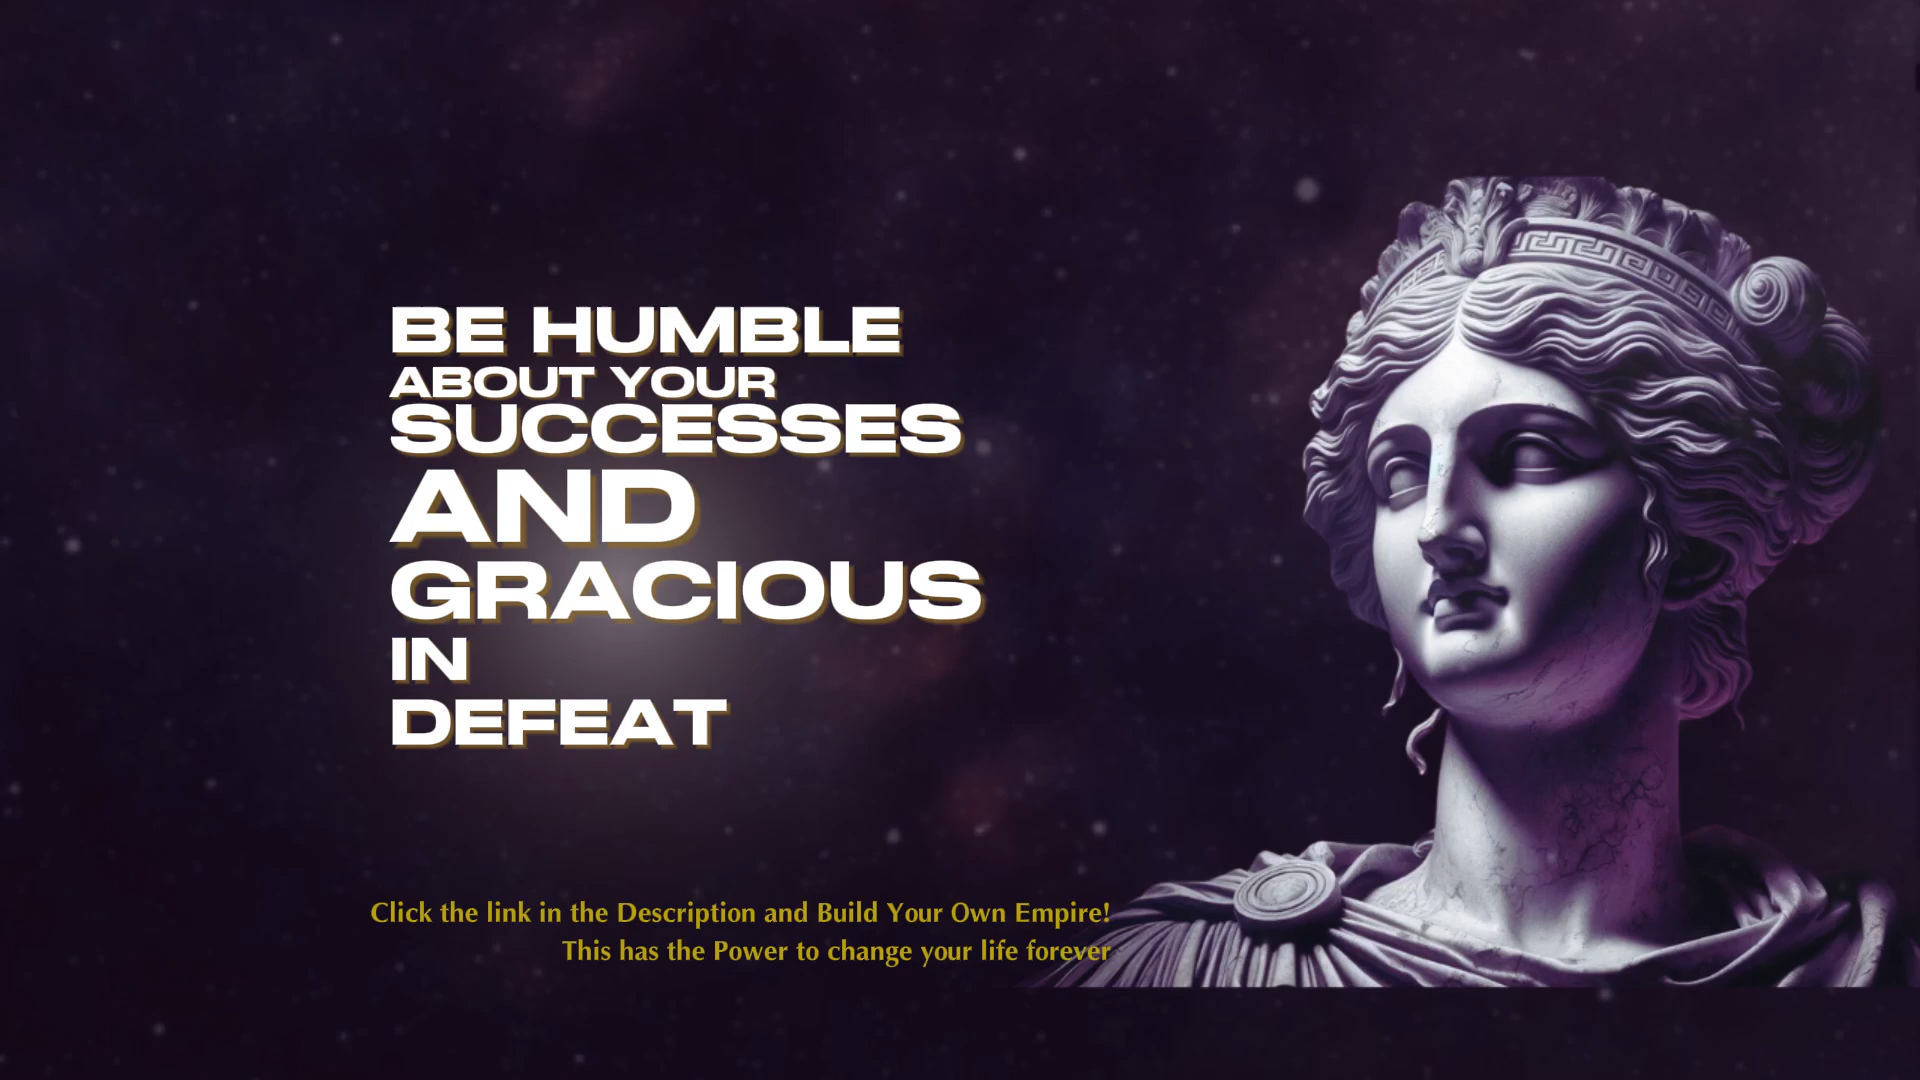 BE HUMBLE
ABOUT YOUR
SUCCESSES
AND
GRACIOUS
IN
DEFEAT
Click the link in the Description and Build Your Own Empire!
This has the Power to change your life forever